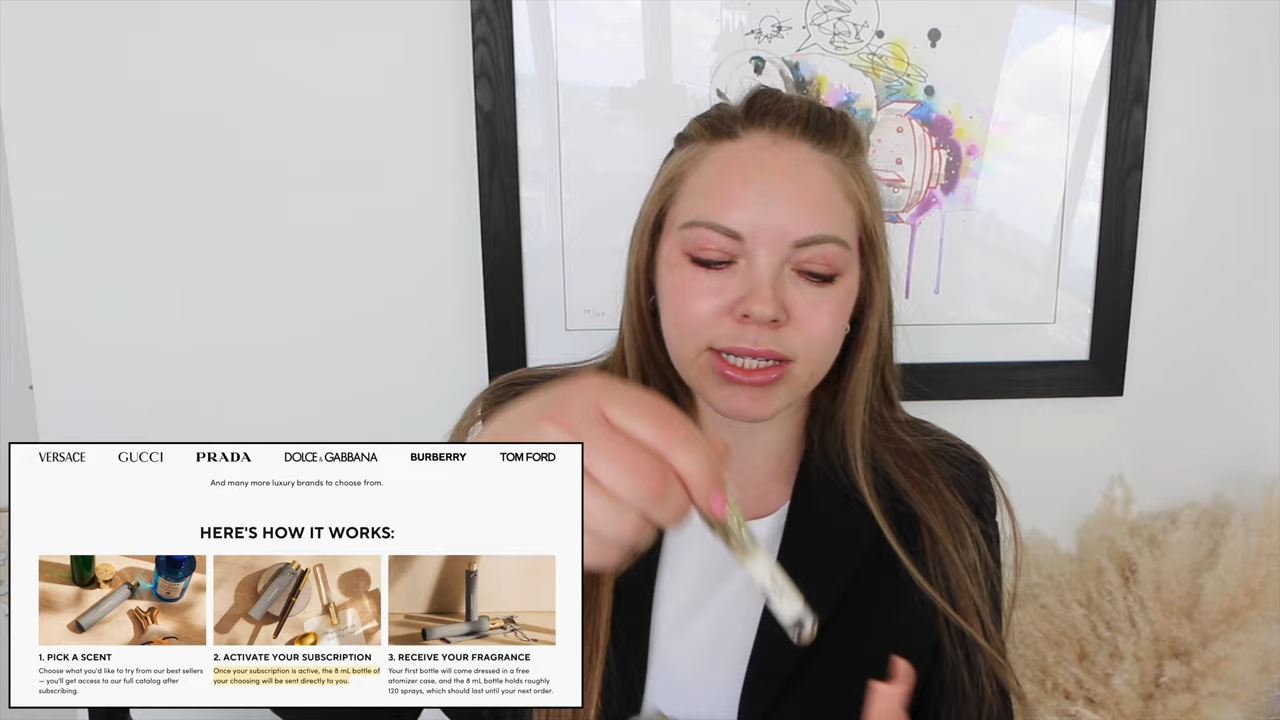 VERSACE GUCCI PRADA DOLCE & GABBANA BURBERRY TOM FORD
And many more luxury brands to choose from.
HERE'S HOW IT WORKS:
1. PICK A SCENT
Choose what you'd like to try from our best sellers
— you'll get access to our full catalog after
subscribing.
2. ACTIVATE YOUR SUBSCRIPTION
Once your subscription is active, the 8 mL bottle of
your choosing will be sent directly to you.
3. RECEIVE YOUR FRAGRANCE
Your first bottle will come dressed in a free
atomizer case, and the 8 mL bottle holds roughly
120 sprays, which should last until your next order.